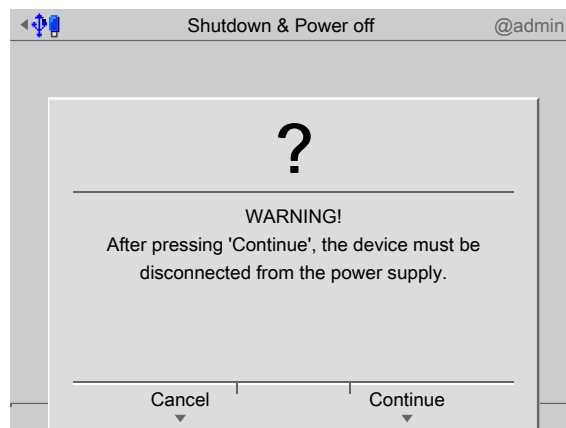 Shutdown & Power off @admin
?
WARNING!
After pressing 'Continue', the device must be
disconnected from the power supply.
Cancel Continue